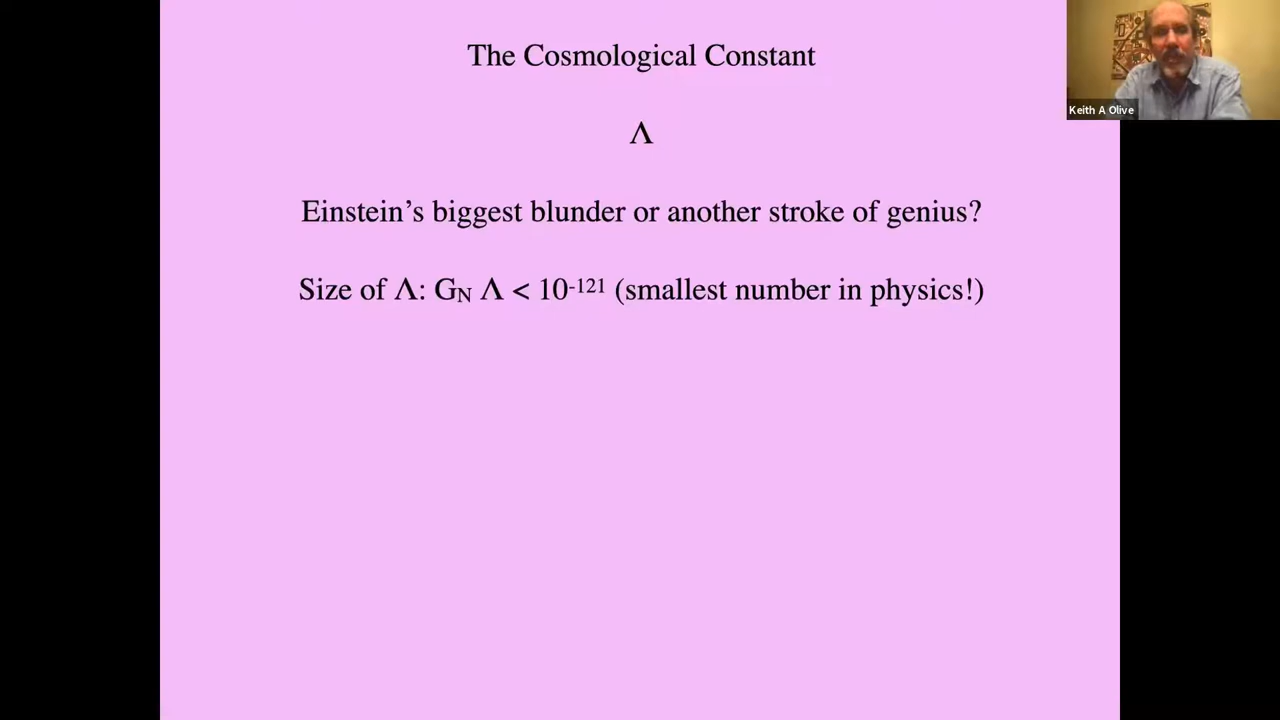 The Cosmological Constant
Λ
Einstein’s biggest blunder or another stroke of genius?
Size of Λ: GN Λ < 10-121 (smallest number in physics!)
Keith A Olive